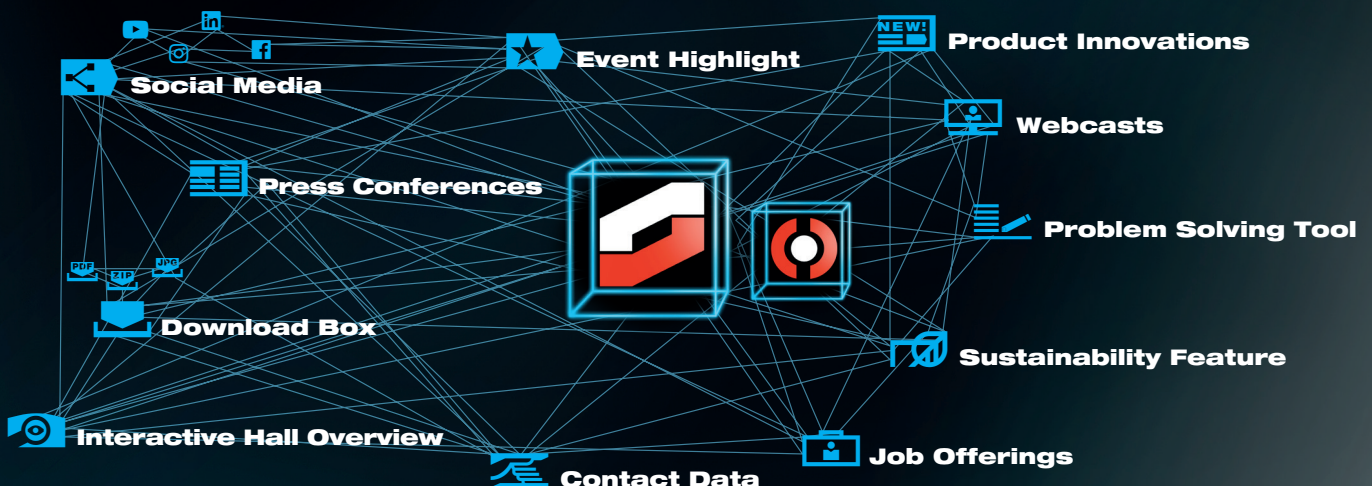 NEW!
Product Innovations
Event Highlight
Social Media
Webcasts
Press Conferences
Problem Solving Tool
PDF
ZIP
JPG
Download Box
Sustainability Feature
Interactive Hall Overview
Job Offerings
Contact Data
in
f